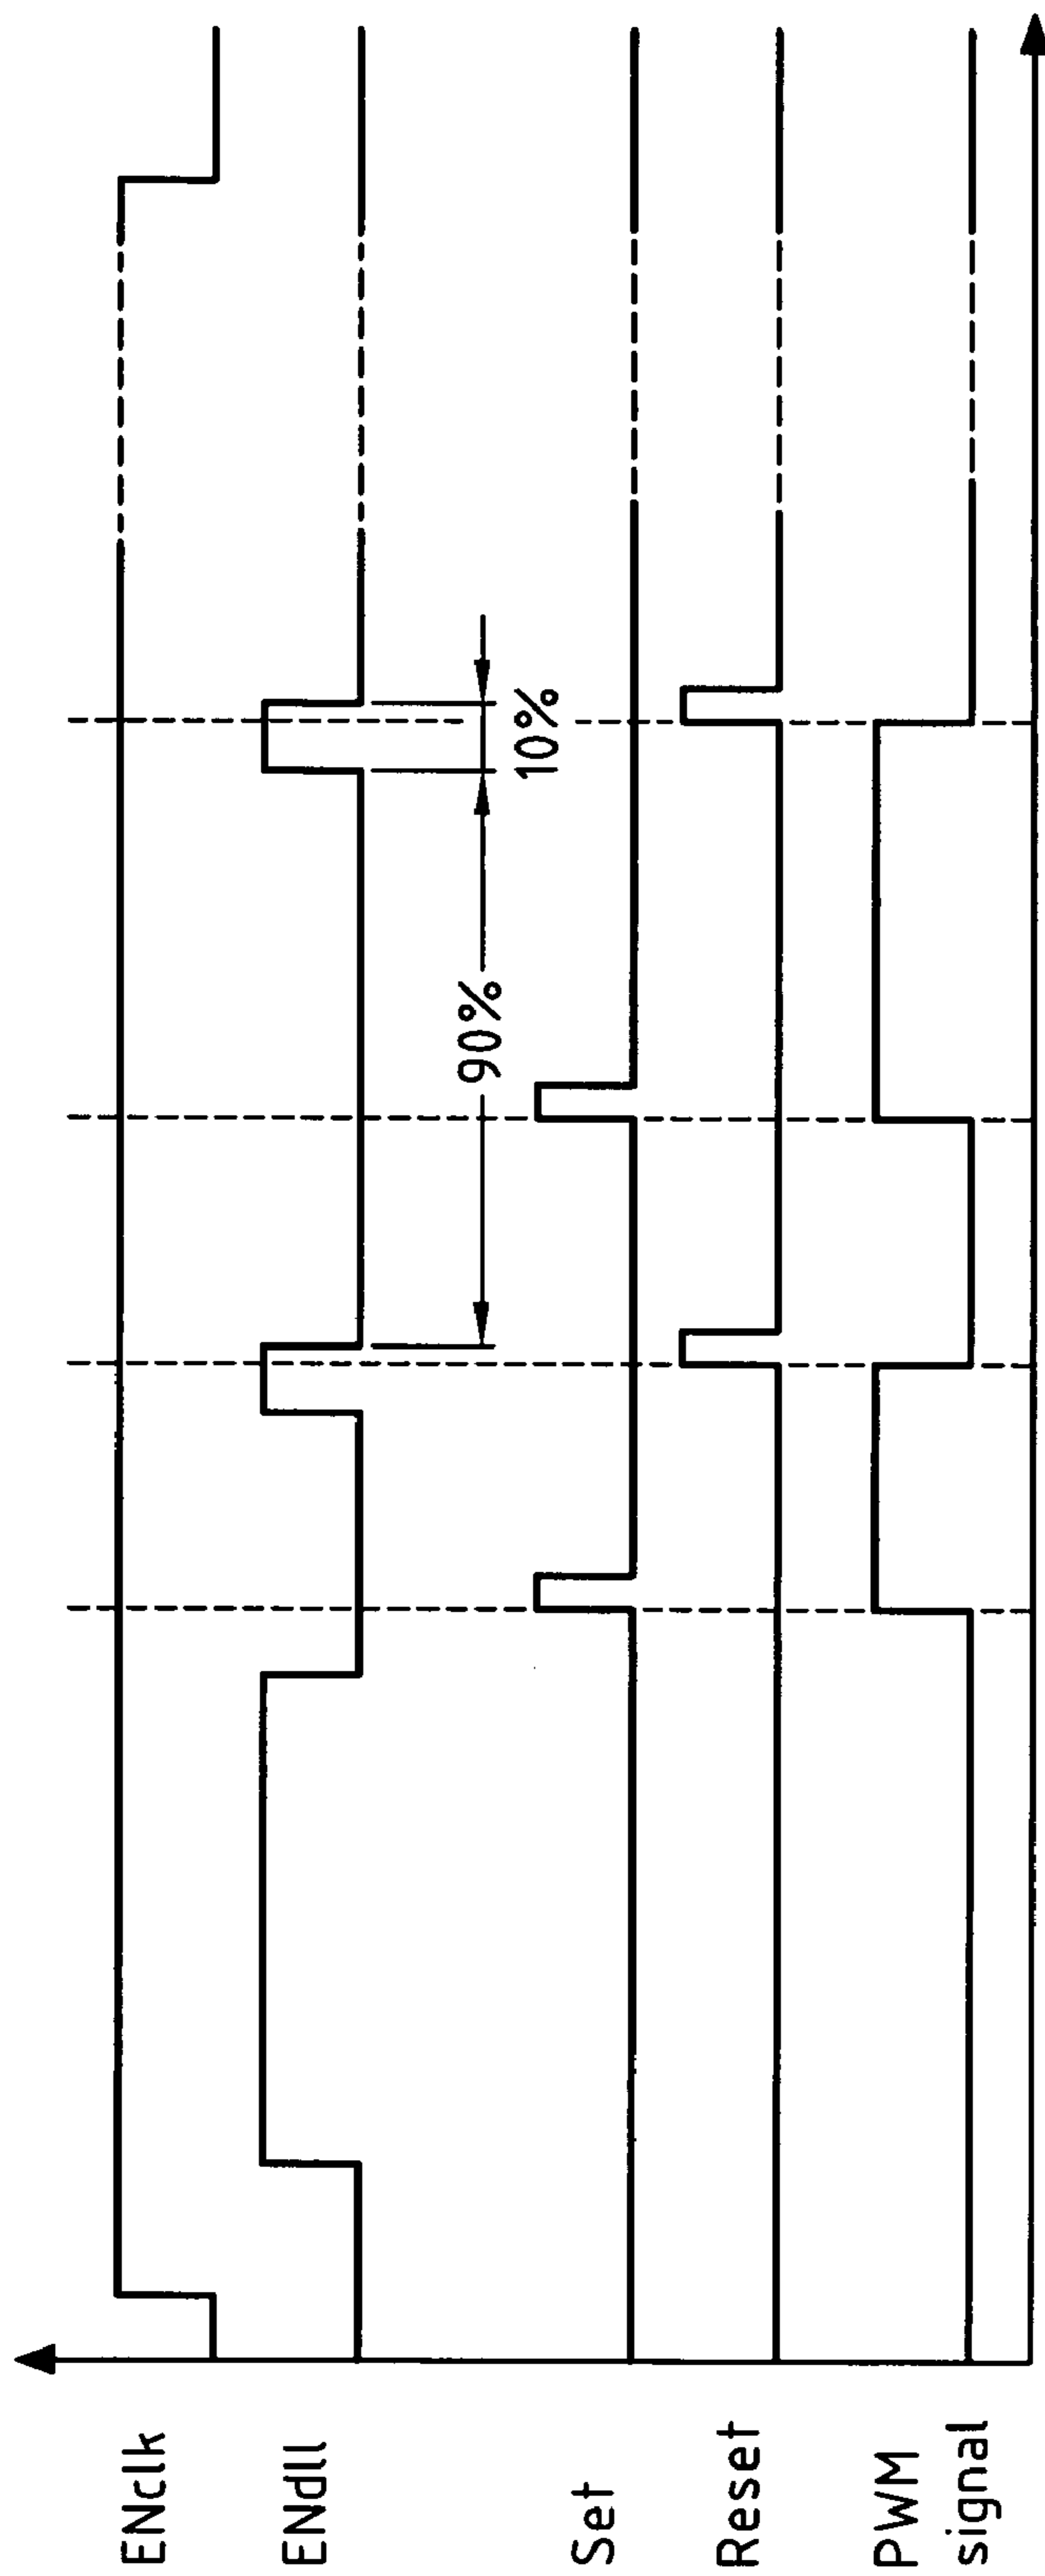 ENclk
ENdll
90%
10%
Set
Reset
PWM
signal